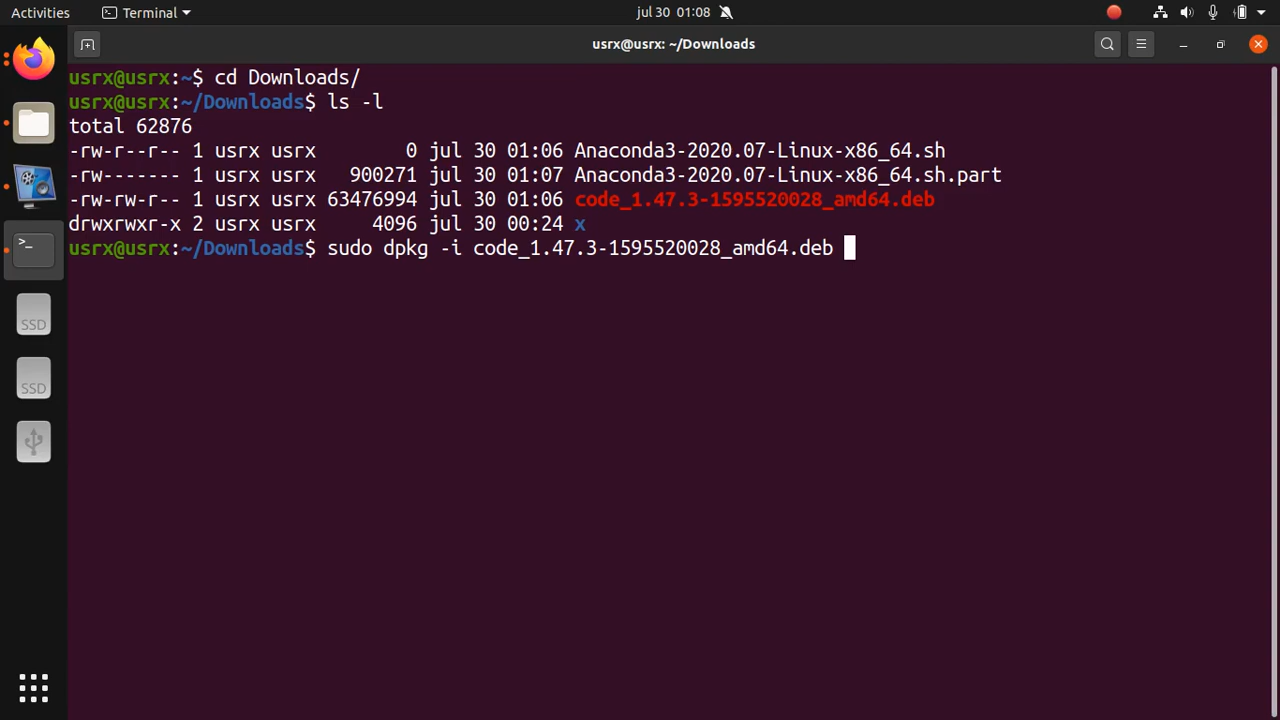 Activities Terminal jul 30 01:08
usrx@usrx: ~/Downloads
usrx@usrx:~$ cd Downloads/
usrx@usrx:~/Downloads$ ls -l
total 62876
-rw-r--r-- 1 usrx usrx        0 jul 30 01:06 Anaconda3-2020.07-Linux-x86_64.sh
-rw------- 1 usrx usrx   900271 jul 30 01:07 Anaconda3-2020.07-Linux-x86_64.sh.part
-rw-rw-r-- 1 usrx usrx 63476994 jul 30 01:06 code_1.47.3-1595520028_amd64.deb
drwxrwxr-x 2 usrx usrx     4096 jul 30 00:24 x
usrx@usrx:~/Downloads$ sudo dpkg -i code_1.47.3-1595520028_amd64.deb
>_
SSD
SSD